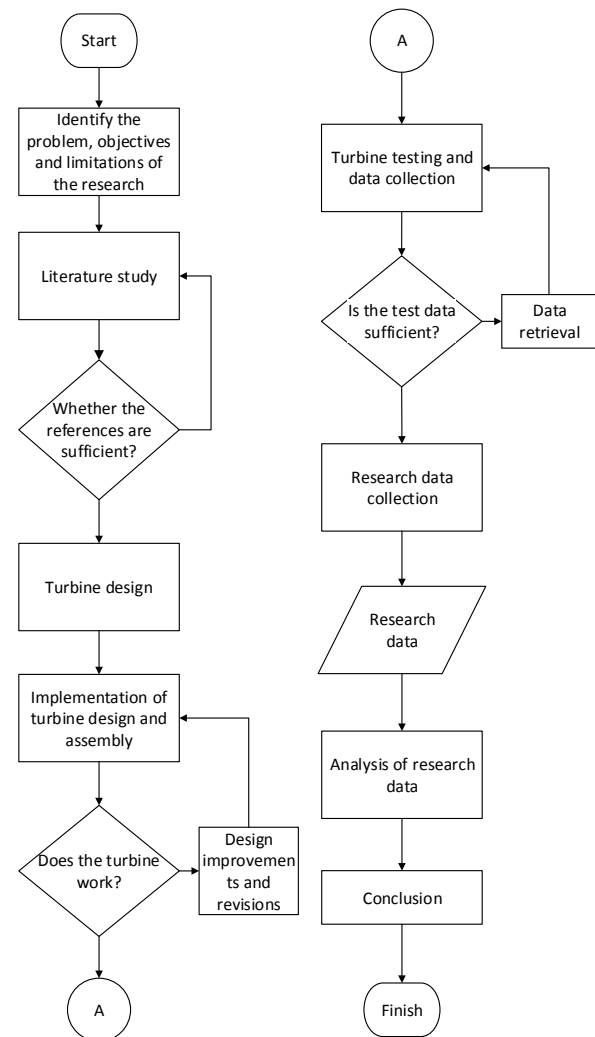 Start
Identify the
problem, objectives
and limitations of
the research
Literature study
Whether the
references are
sufficient?
Turbine design
Implementation of
turbine design and
assembly
Does the turbine
work?
Design
improvemen
ts and
revisions
A
A
Turbine testing and
data collection
Is the test data
sufficient?
Data
retrieval
Research data
collection
Research
data
Analysis of research
data
Conclusion
Finish